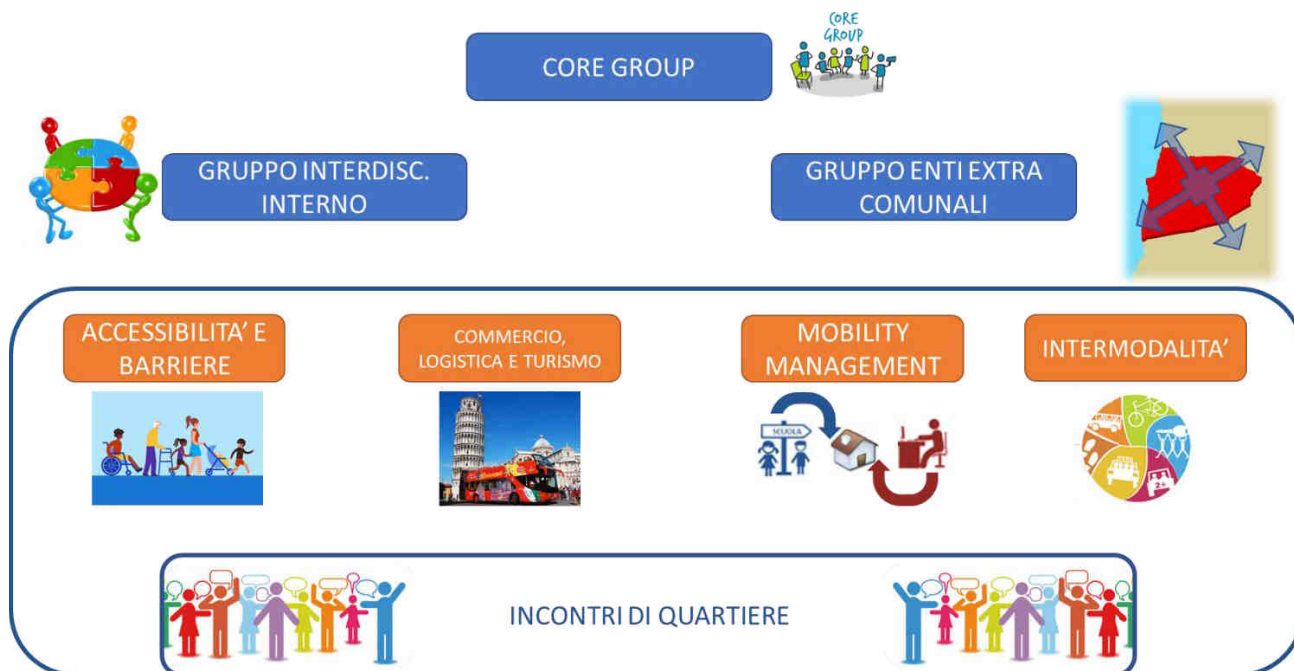 CORE GROUP
CORE
GROUP
GRUPPO INTERDISC.
INTERNO
GRUPPO ENTI EXTRA
COMUNALI
ACCESSIBILITA’ E
BARRIERE
COMMERCIO,
LOGISTICA E TURISMO
MOBILITY
MANAGEMENT
INTERMODALITA’
SCUOLA
2+
INCONTRI DI QUARTIERE